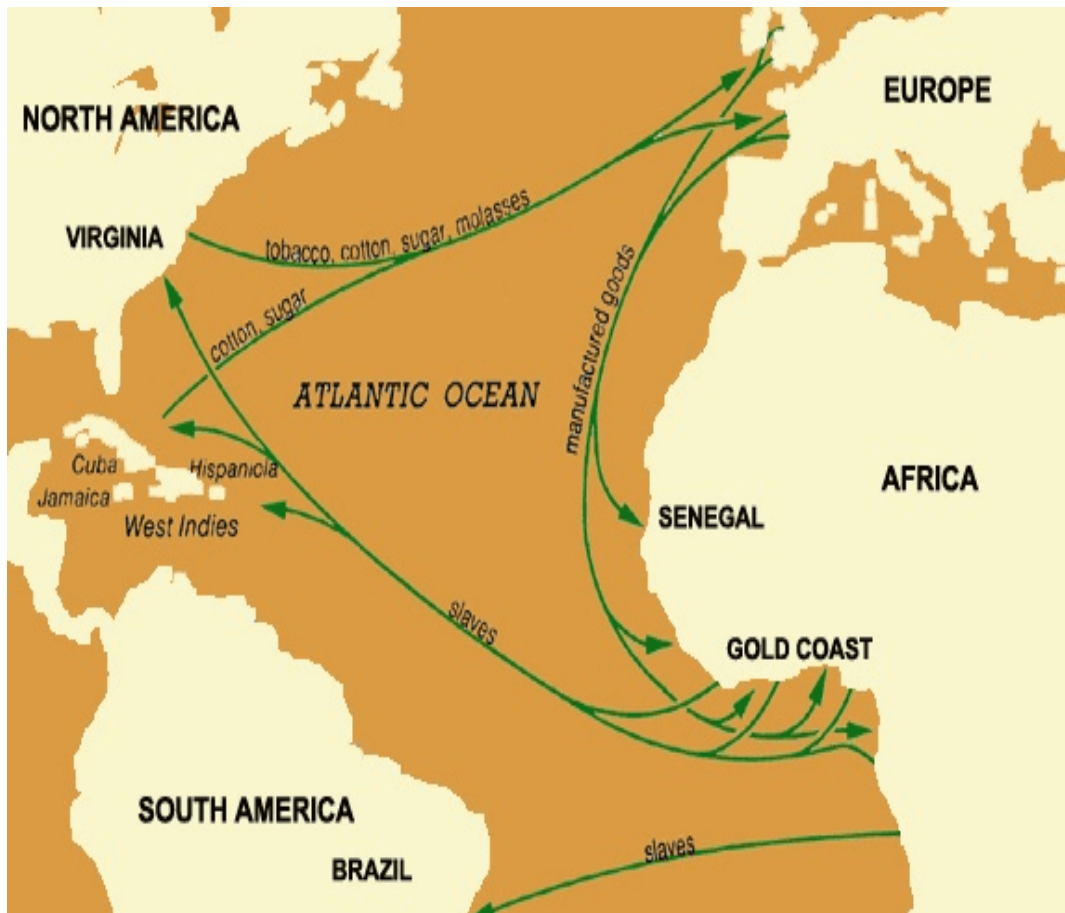 EUROPE
NORTH AMERICA
VIRGINIA
tobacco, cotton, sugar, molasses
cotton, sugar
manufactured goods
ATLANTIC OCEAN
Cuba
Hispaniola
Jamaica
West Indies
AFRICA
SENEGAL
slaves
GOLD COAST
SOUTH AMERICA
BRAZIL
slaves